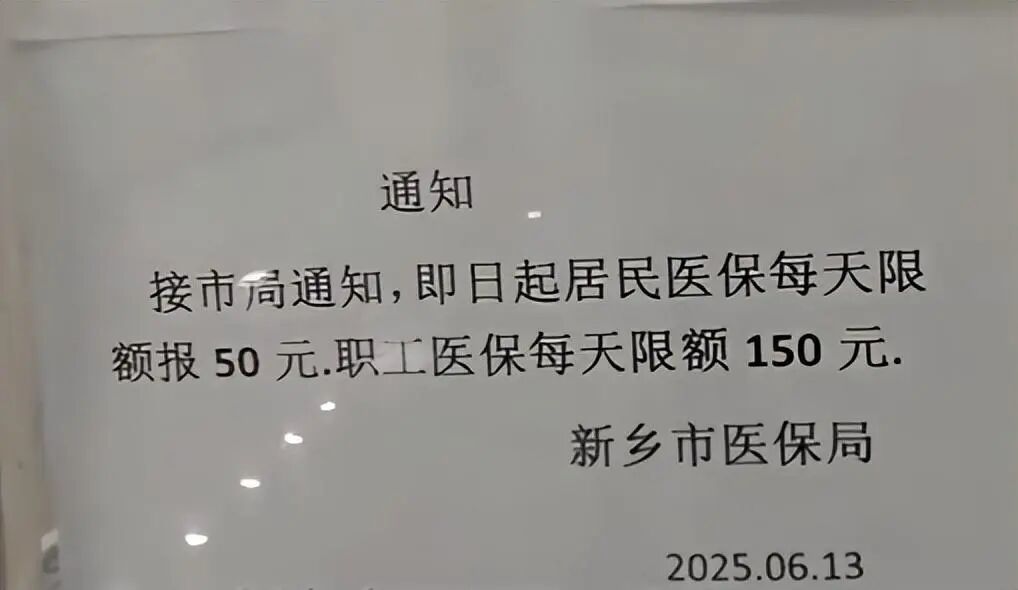 通知
接市局通知,即日起居民医保每天限
额报 50 元.职工医保每天限额 150 元.
新乡市医保局
2025.06.13